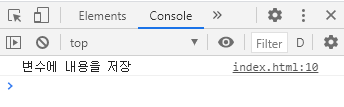 Elements Console »
top Filter D
변수에 내용을 저장 index.html:10